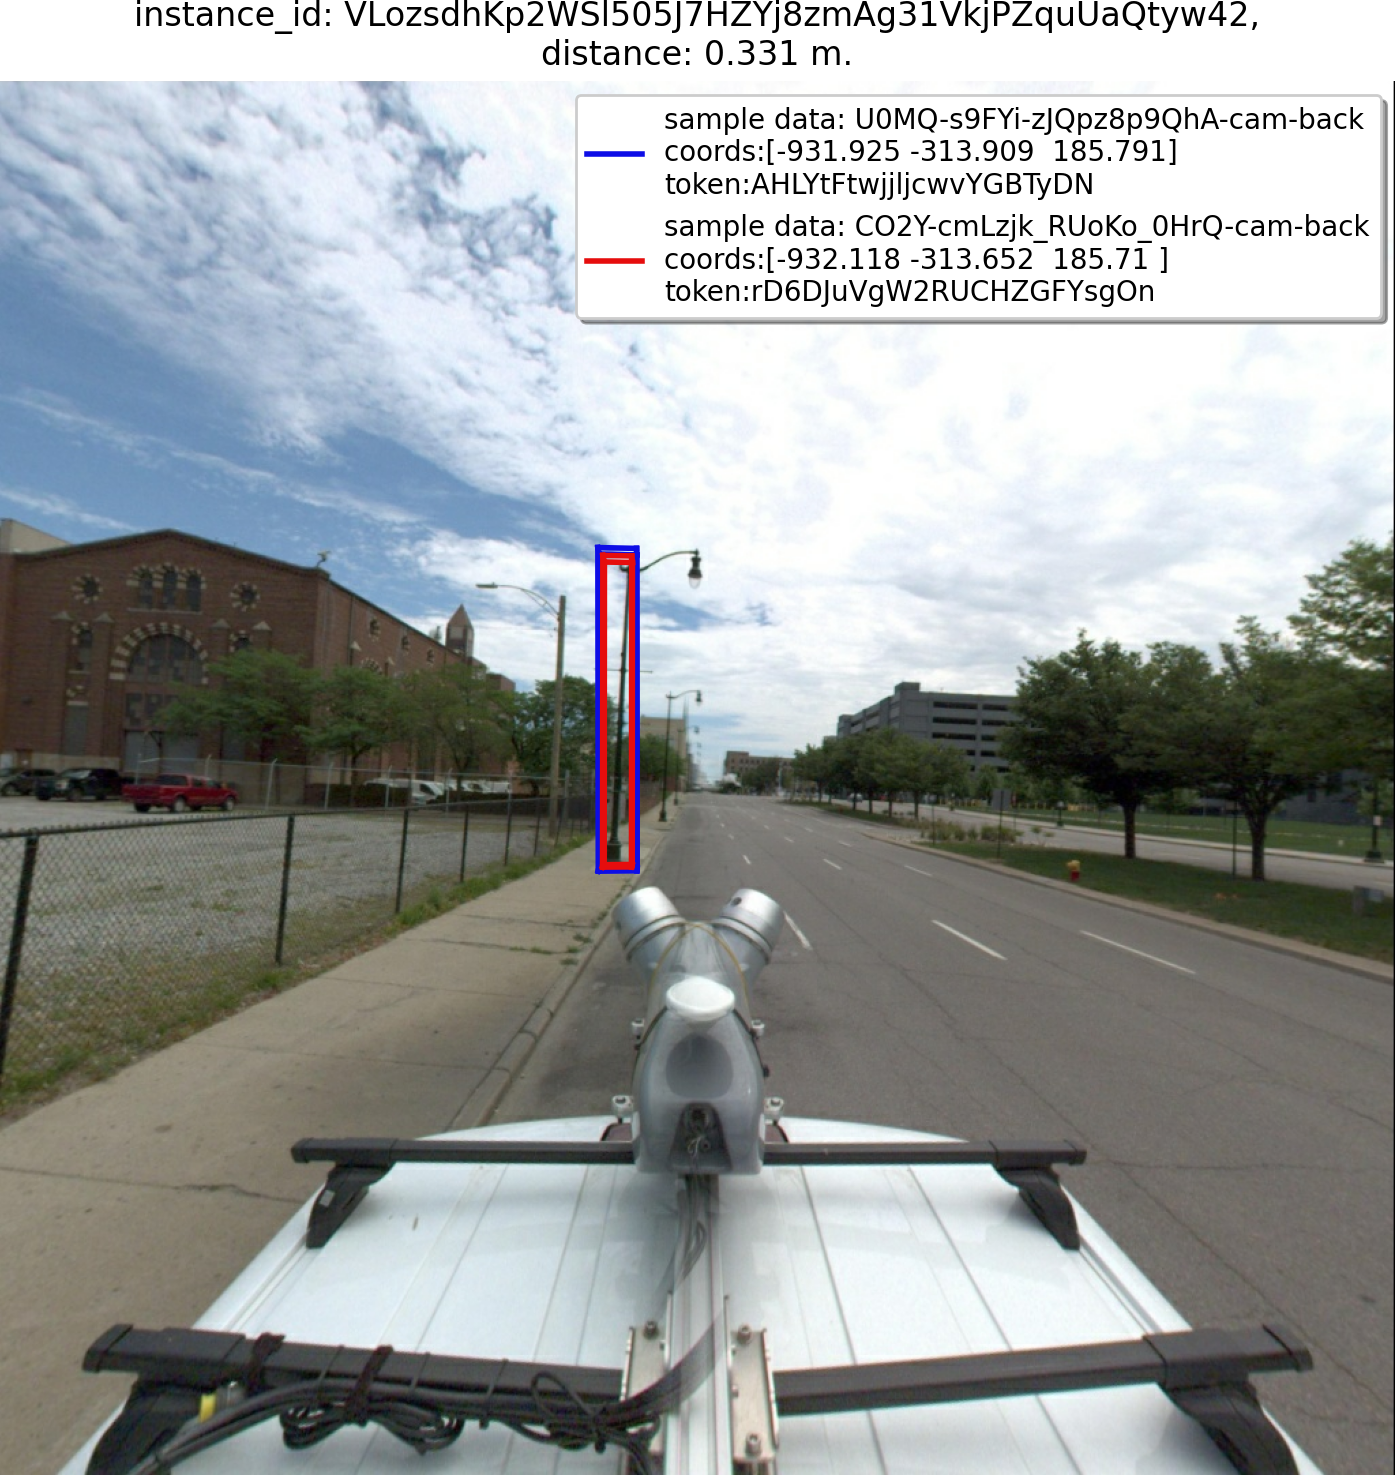 instance_id: VLozsdhKp2WSl505J7HZYj8zmAg31VkjPZquUaQtyw42,
distance: 0.331 m.
sample data: U0MQ-s9FYi-zJQpz8p9QhA-cam-back
coords:[-931.925 -313.909  185.791]
token:AHLYtFtwjjljcwvYGBTyDN
sample data: CO2Y-cmLzjk_RUoKo_0HrQ-cam-back
coords:[-932.118 -313.652  185.71 ]
token:rD6DJuVgW2RUCHZGFYsgOn